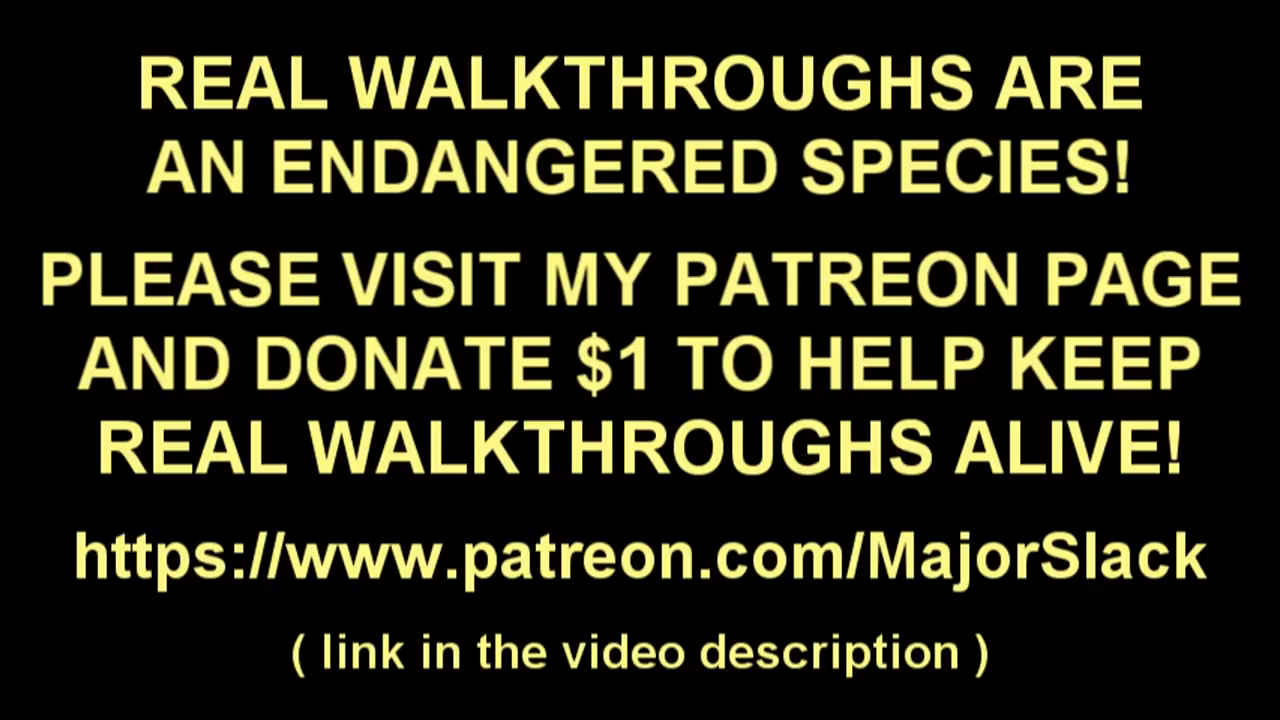 REAL WALKTHROUGHS ARE
AN ENDANGERED SPECIES!
PLEASE VISIT MY PATREON PAGE
AND DONATE $1 TO HELP KEEP
REAL WALKTHROUGHS ALIVE!
https://www.patreon.com/MajorSlack
( link in the video description )